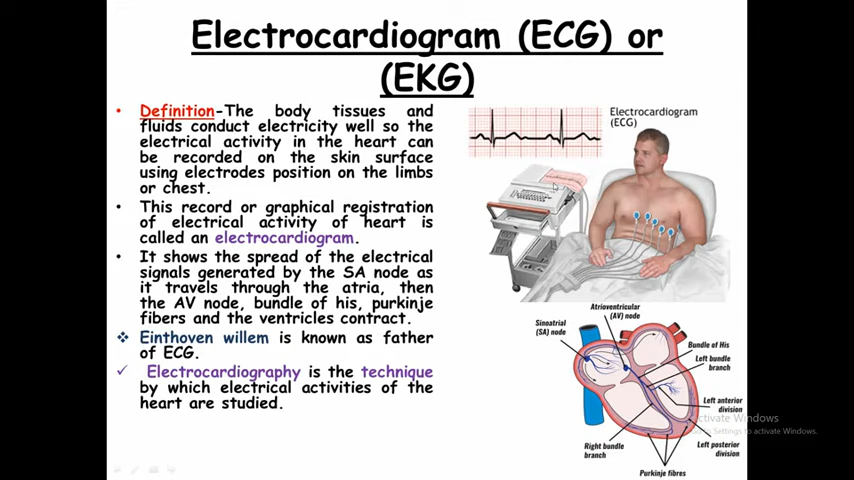 Electrocardiogram (ECG) or
(EKG)
• Definition-The body tissues and
fluids conduct electricity well so the
electrical activity in the heart can
be recorded on the skin surface
using electrodes position on the limbs
or chest.
• This record or graphical registration
of electrical activity of heart is
called an electrocardiogram.
• It shows the spread of the electrical
signals generated by the SA node as
it travels through the atria, then
the AV node, bundle of his, purkinje
fibers and the ventricles contract.
❖ Einthoven willem is known as father
of ECG.
✓ Electrocardiography is the technique
by which electrical activities of the
heart are studied.
Electrocardiogram
(ECG)
Atrioventricular
(AV) node
Sinoatrial
(SA) node
Bundle of His
Left bundle
branch
Left anterior
division
Left posterior
division
Right bundle
branch
Purkinje fibres
Activate Windows
Settings to activate Windows.